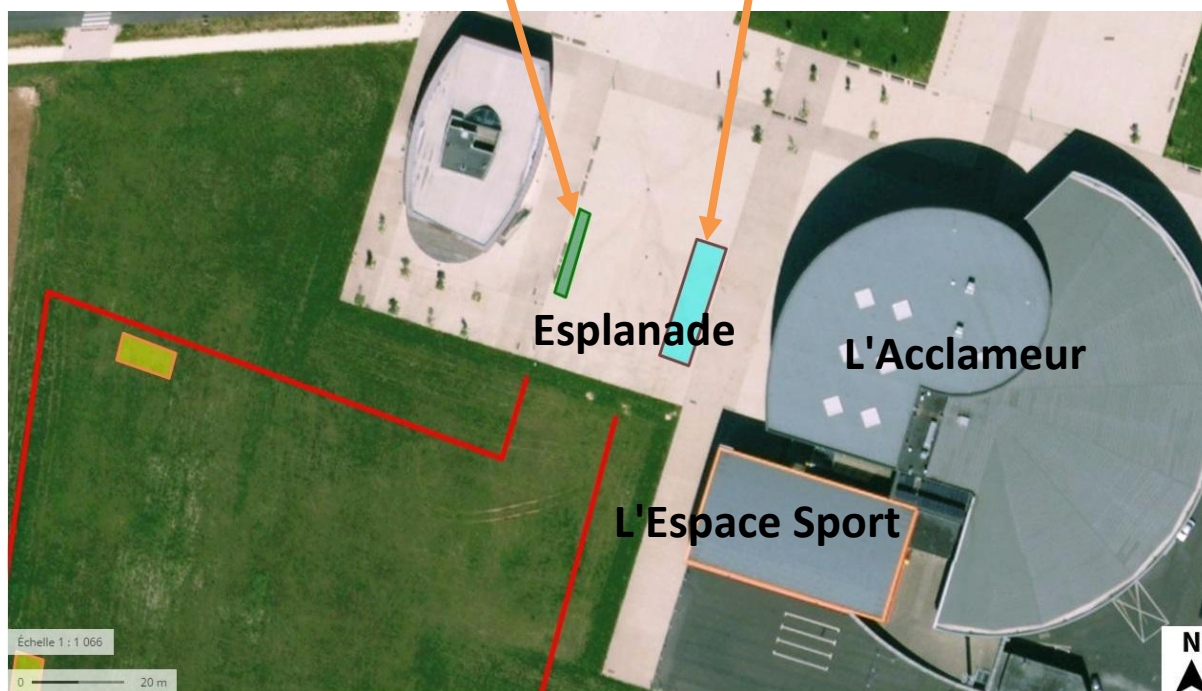 Esplanade
L'Acclameur
L'Espace Sport
Échelle 1 : 1 066
0 20 m
N